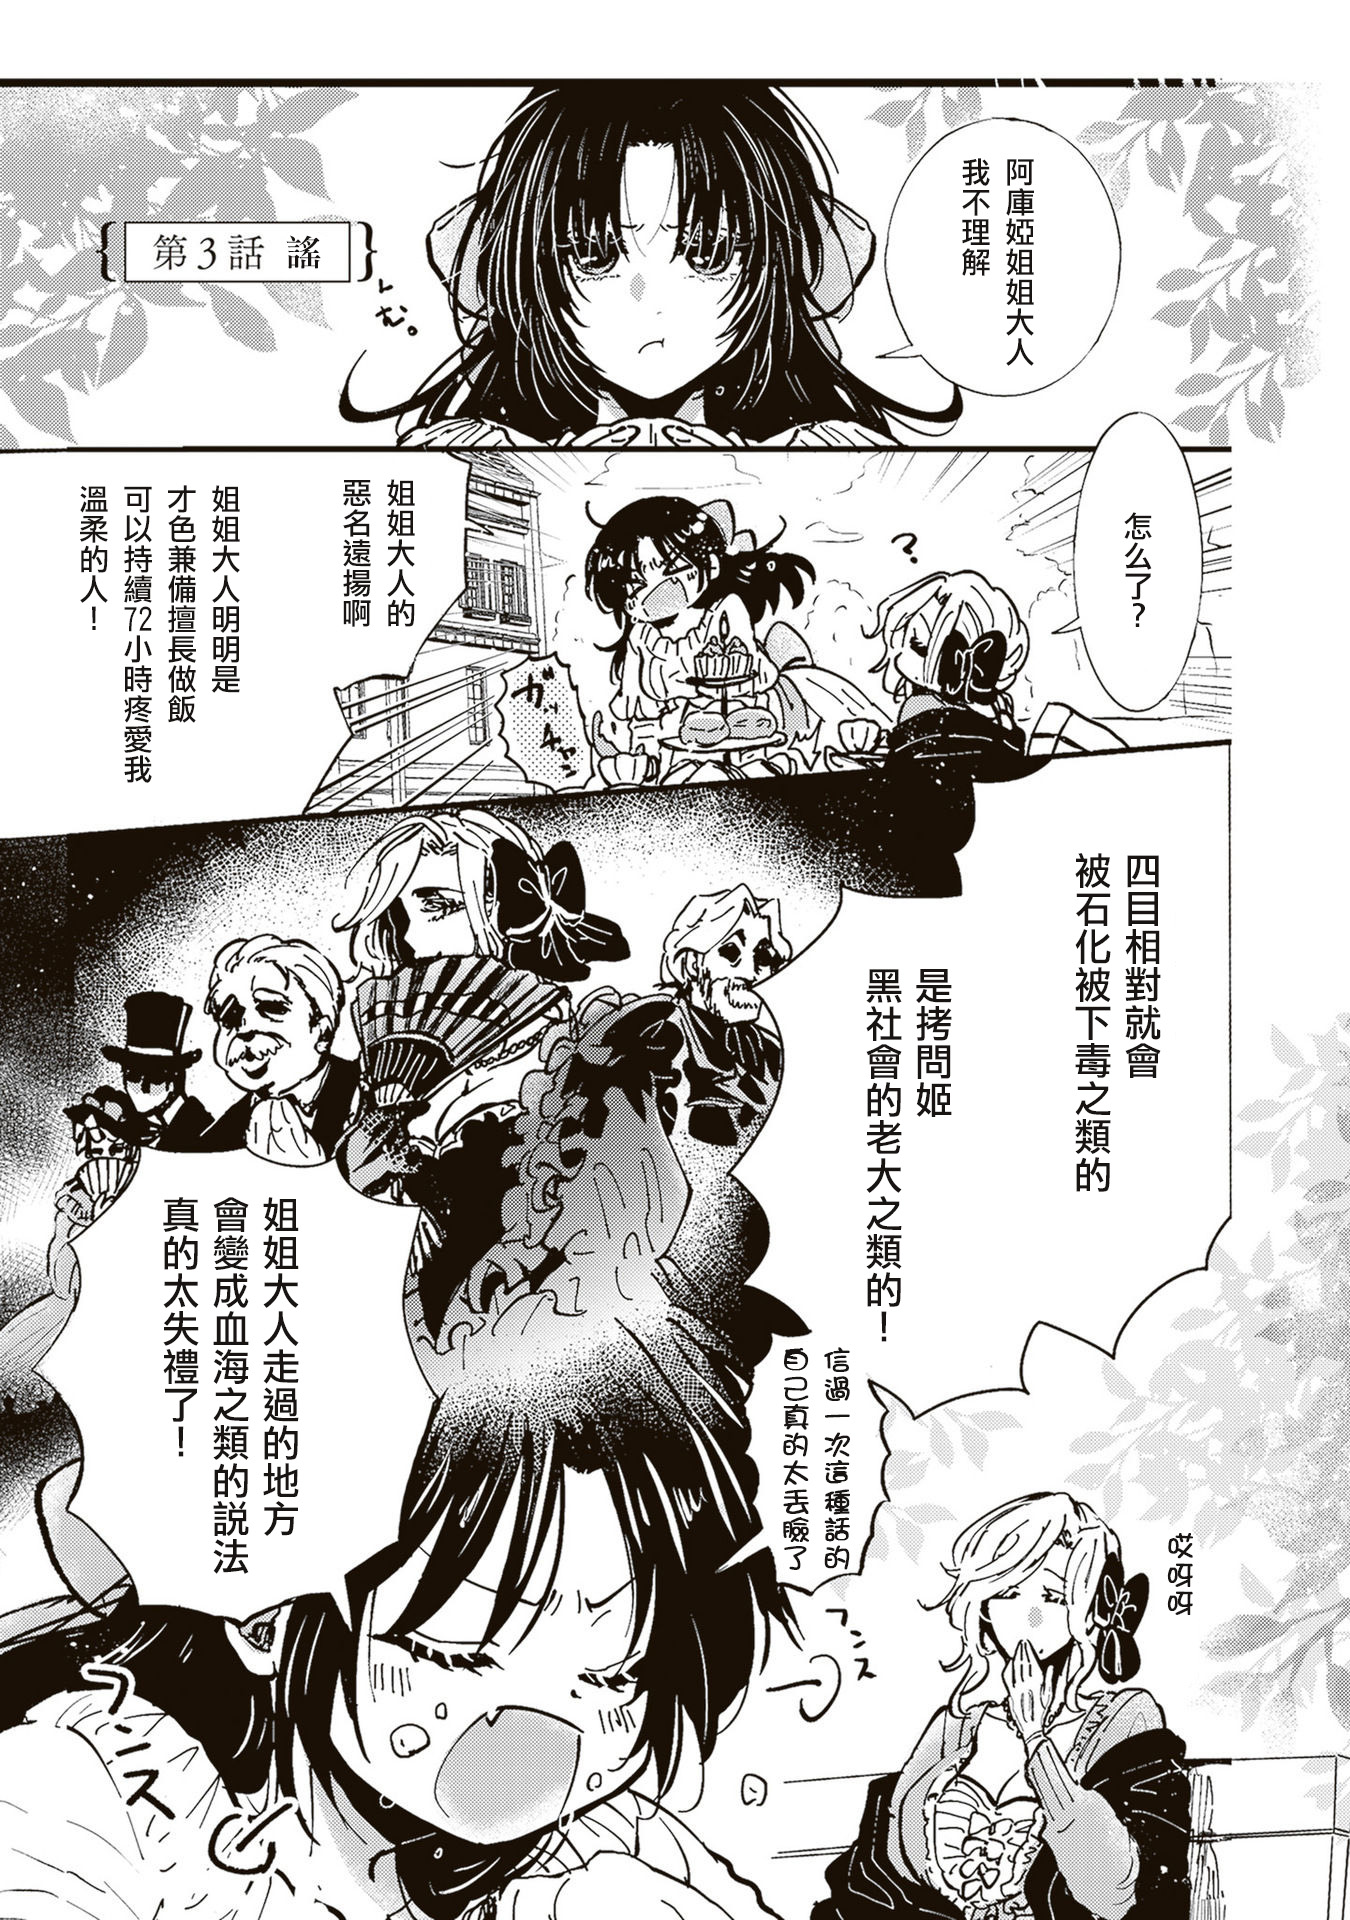 阿庫婭姐姐大人
我不理解
第3話 謠
む。
怎么了?
?
ガッチャン
姐姐大人的
惡名遠揚啊
姐姐大人明明是
才色兼備擅長做飯
可以持續72小時疼愛我
溫柔的人!
四目相對就會
被石化被下毒之類的
是拷問姬
黑社會的老大之類的!
姐姐大人走過的地方
會變成血海之類的説法
真的太失禮了!
信過一次這種話的
自己真的太丟臉了
哎呀呀
フンス
フンス